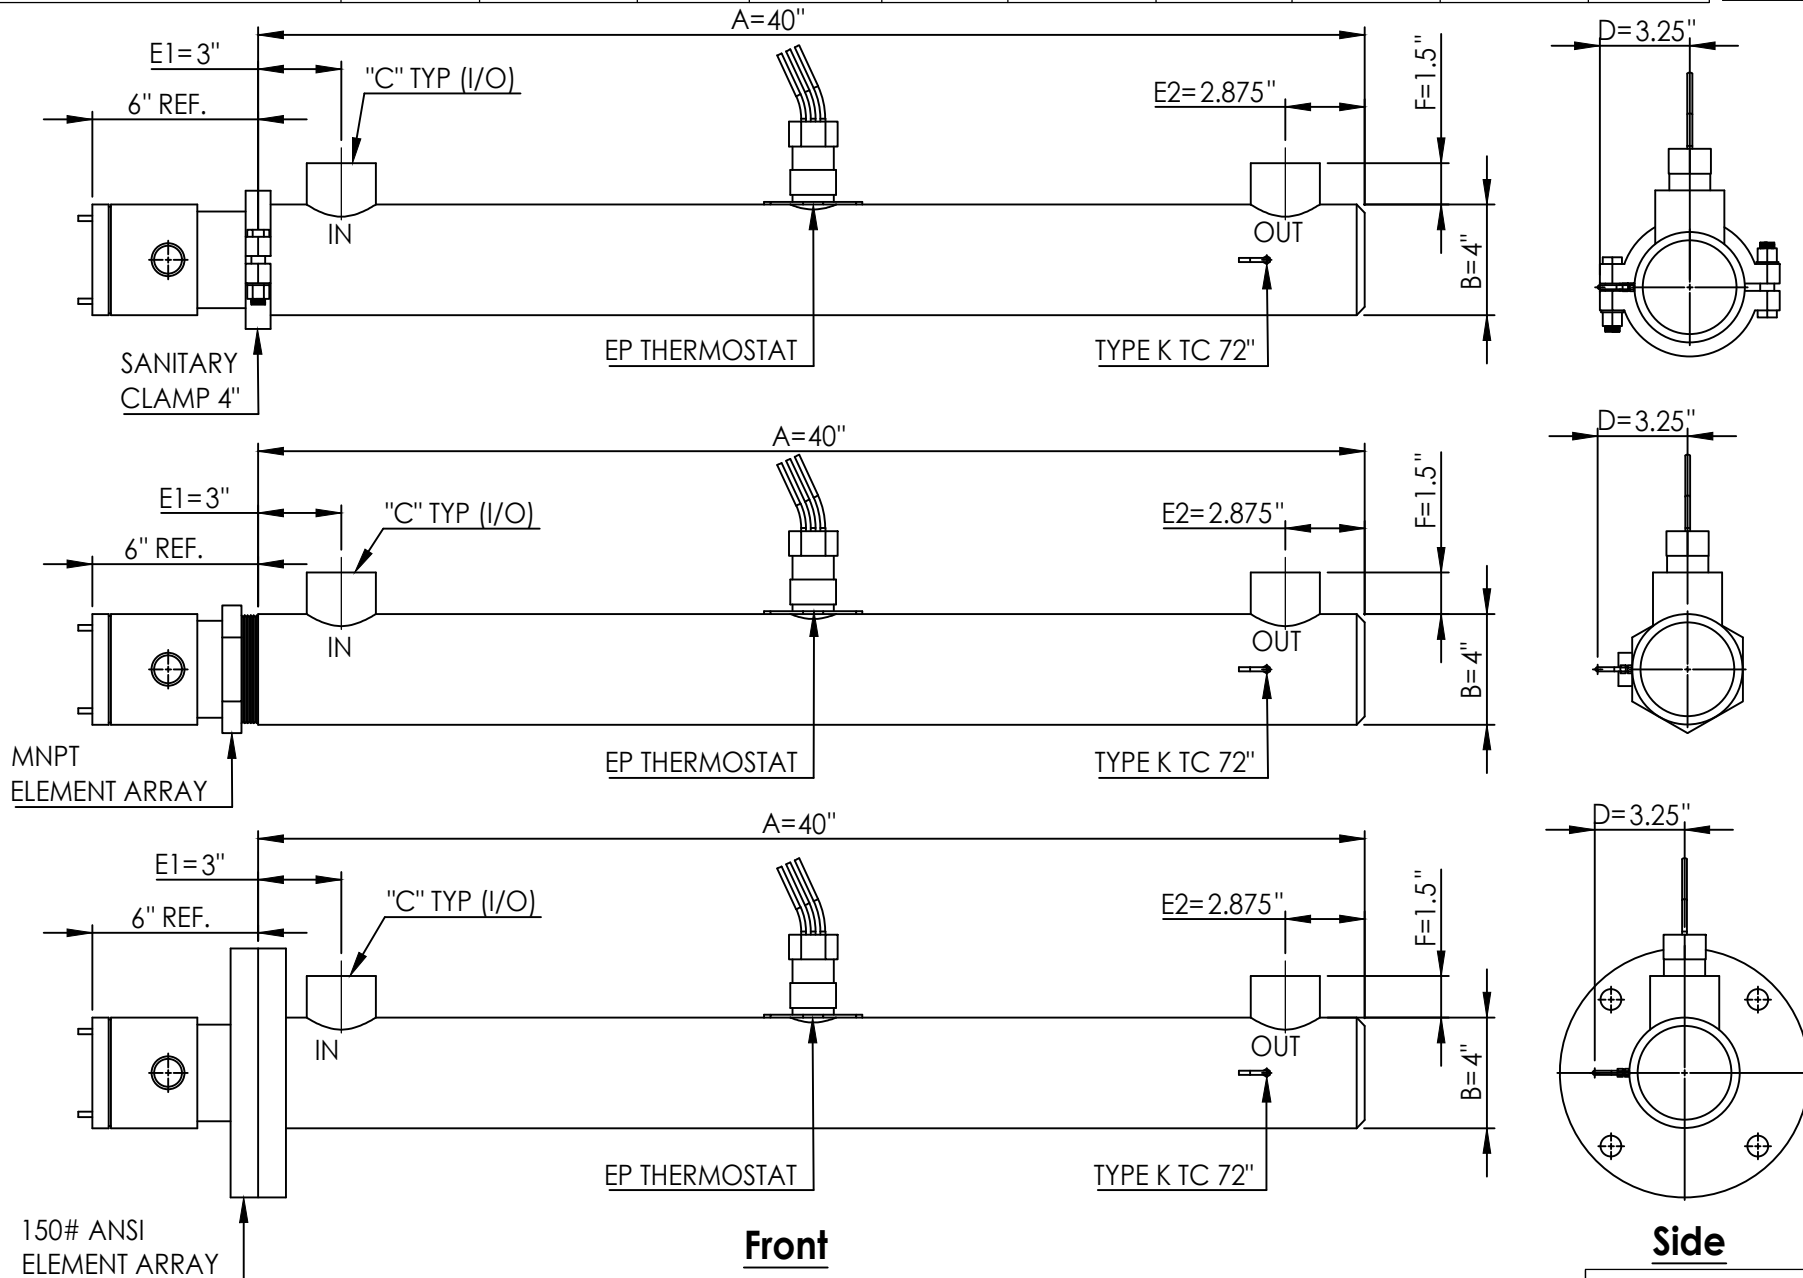 A=40"
D=3.25"
E1=3"
"C" TYP (I/O)
E2=2.875"
F=1.5"
6" REF.
IN
OUT
B=4"
EP THERMOSTAT
TYPE K TC 72"
SANITARY
CLAMP 4"
A=40"
D=3.25"
E1=3"
"C" TYP (I/O)
E2=2.875"
F=1.5"
6" REF.
IN
OUT
B=4"
MNPT
ELEMENT ARRAY
EP THERMOSTAT
TYPE K TC 72"
A=40"
D=3.25"
E1=3"
"C" TYP (I/O)
E2=2.875"
F=1.5"
6" REF.
IN
OUT
B=4"
EP THERMOSTAT
TYPE K TC 72"
150# ANSI
ELEMENT ARRAY
Front
Side